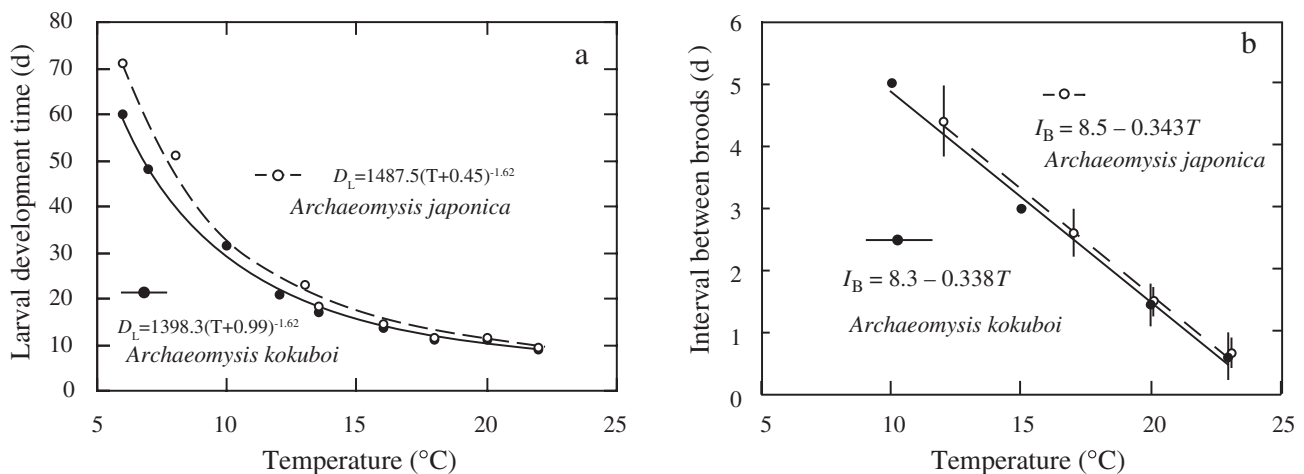 a
Larval development time (d)
80
70
60
50
40
30
20
10
0
D_L=1487.5(T+0.45)^-1.62
Archaeomysis japonica
D_L=1398.3(T+0.99)^-1.62
Archaeomysis kokuboi
5 10 15 20 25
Temperature (°C)
b
Interval between broods (d)
6
5
4
3
2
1
0
I_B = 8.5 – 0.343T
Archaeomysis japonica
I_B = 8.3 – 0.338T
Archaeomysis kokuboi
5 10 15 20 25
Temperature (°C)